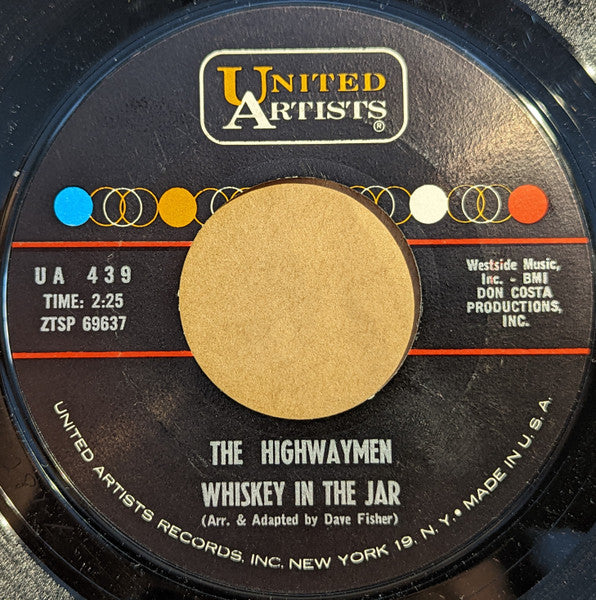 UNITED
ARTISTS®
UA 439
TIME: 2:25
ZTSP 69637
Westside Music,
Inc. - BMI
DON COSTA
PRODUCTIONS,
INC.
THE HIGHWAYMEN
WHISKEY IN THE JAR
(Arr. & Adapted by Dave Fisher)
UNITED ARTISTS RECORDS, INC, NEW YORK 19, N.Y. • MADE IN U.S.A.